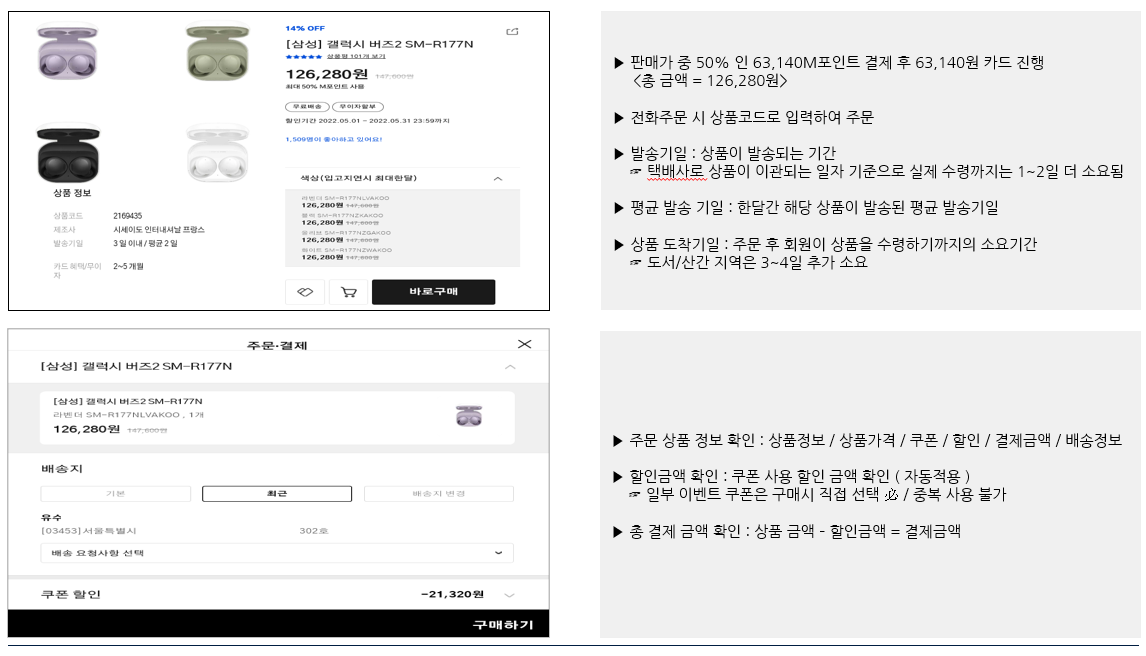 14% OFF
[삼성] 갤럭시 버즈2 SM-R177N
★★★★★ 상품평 101개 보기
126,280원 147,600원
최대 50% M포인트 사용
무료배송 무이자할부
할인기간 2022.05.01 ~ 2022.05.31 23:59까지
1,509명이 좋아하고 있어요!
색상(입고지연시 최대한달)
라벤더 SM-R177NLVAKOO
126,280원 147,600원
블랙 SM-R177NZKAKOO
126,280원 147,600원
올리브 SM-R177NZGAKOO
126,280원 147,600원
화이트 SM-R177NZWAKOO
126,280원 147,600원
바로구매
상품 정보
상품코드 2169435
제조사 시세이도 인터내셔날 프랑스
발송기일 3 일 이내 / 평균 2 일
카드 혜택/무이자 2~5 개월
▶ 판매가 중 50% 인 63,140M포인트 결제 후 63,140원 카드 진행
<총 금액 = 126,280원>
▶ 전화주문 시 상품코드로 입력하여 주문
▶ 발송기일 : 상품이 발송되는 기간
☞ 택배사로 상품이 이관되는 일자 기준으로 실제 수령까지는 1~2일 더 소요됨
▶ 평균 발송 기일 : 한달간 해당 상품이 발송된 평균 발송기일
▶ 상품 도착기일 : 주문 후 회원이 상품을 수령하기까지의 소요기간
☞ 도서/산간 지역은 3~4일 추가 소요
주문·결제
[삼성] 갤럭시 버즈2 SM-R177N
[삼성] 갤럭시 버즈2 SM-R177N
라벤더 SM-R177NLVAKOO , 1개
126,280원 147,600원
배송지
기본 최근 배송지 변경
유수
[03453] 서울특별시 302호
배송 요청사항 선택
쿠폰 할인 -21,320원
구매하기
▶ 주문 상품 정보 확인 : 상품정보 / 상품가격 / 쿠폰 / 할인 / 결제금액 / 배송정보
▶ 할인금액 확인 : 쿠폰 사용 할인 금액 확인 ( 자동적용 )
☞ 일부 이벤트 쿠폰은 구매시 직접 선택 必 / 중복 사용 불가
▶ 총 결제 금액 확인 : 상품 금액 - 할인금액 = 결제금액